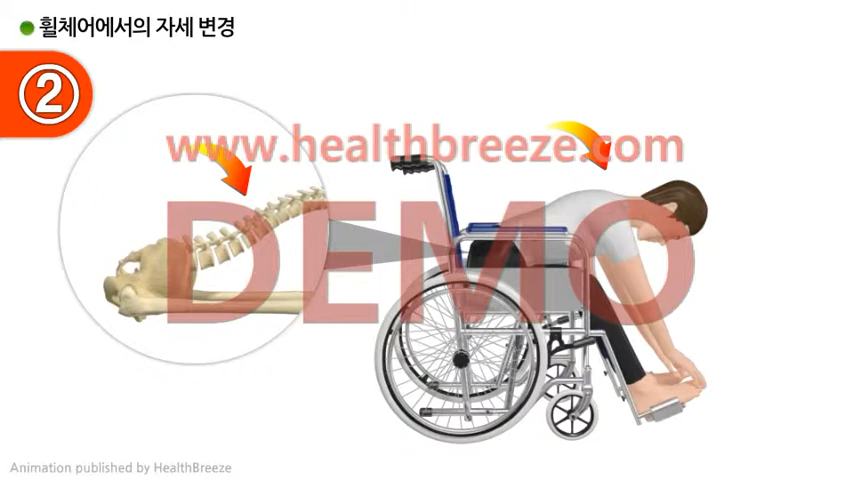 휠체어에서의 자세 변경
②
www.healthbreeze.com
DEMO
Animation published by HealthBreeze